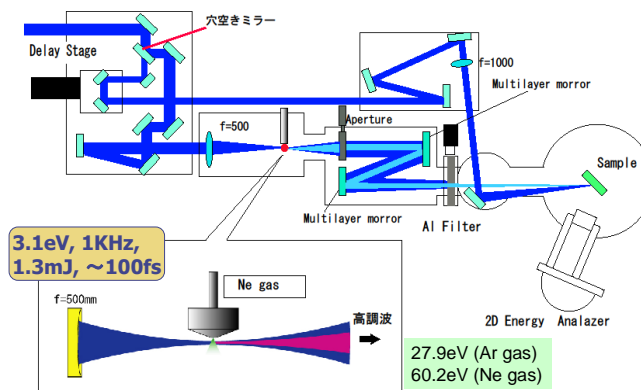 穴空きミラー
Delay Stage
f=1000
Multilayer morror
f=500
Aperture
Sample
Multilayer morror
Al Filter
3.1eV, 1KHz,
1.3mJ, ～100fs
Ne gas
f=500mm
高調波
2D Energy Analazer
27.9eV (Ar gas)
60.2eV (Ne gas)